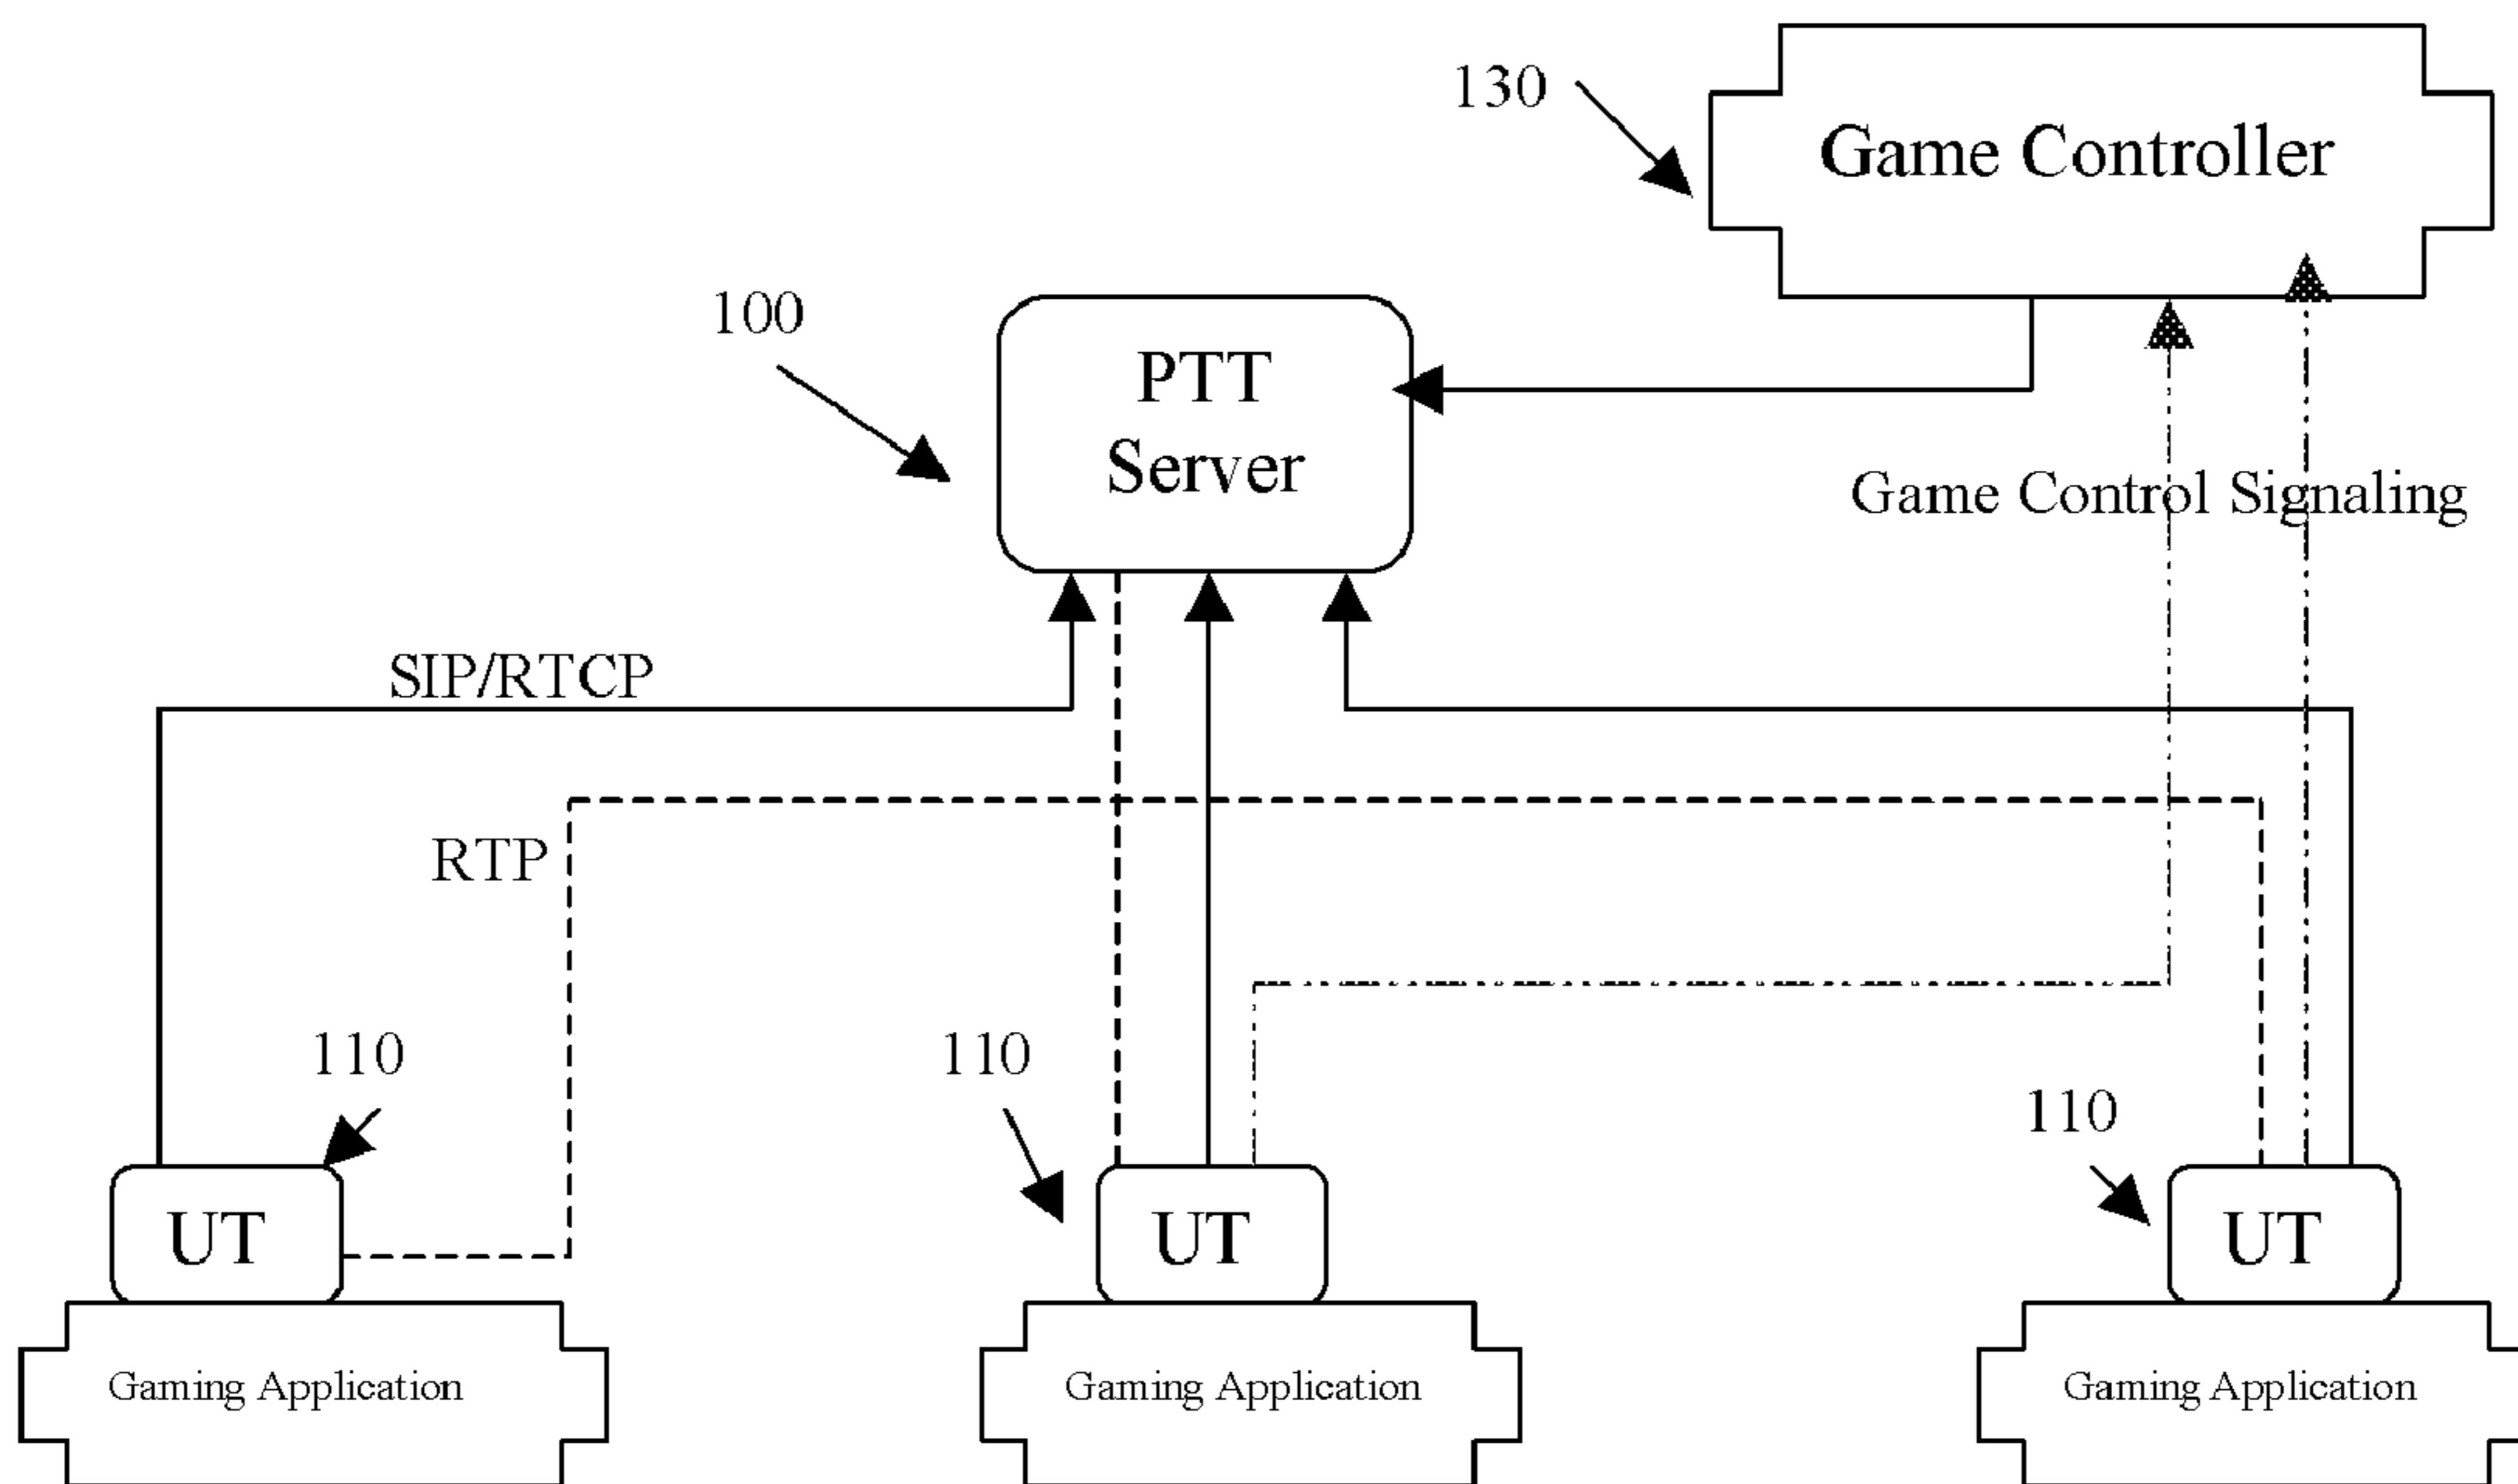 130
Game Controller
100
PTT
Server
Game Control Signaling
SIP/RTCP
RTP
110
110
110
UT
UT
UT
Gaming Application
Gaming Application
Gaming Application